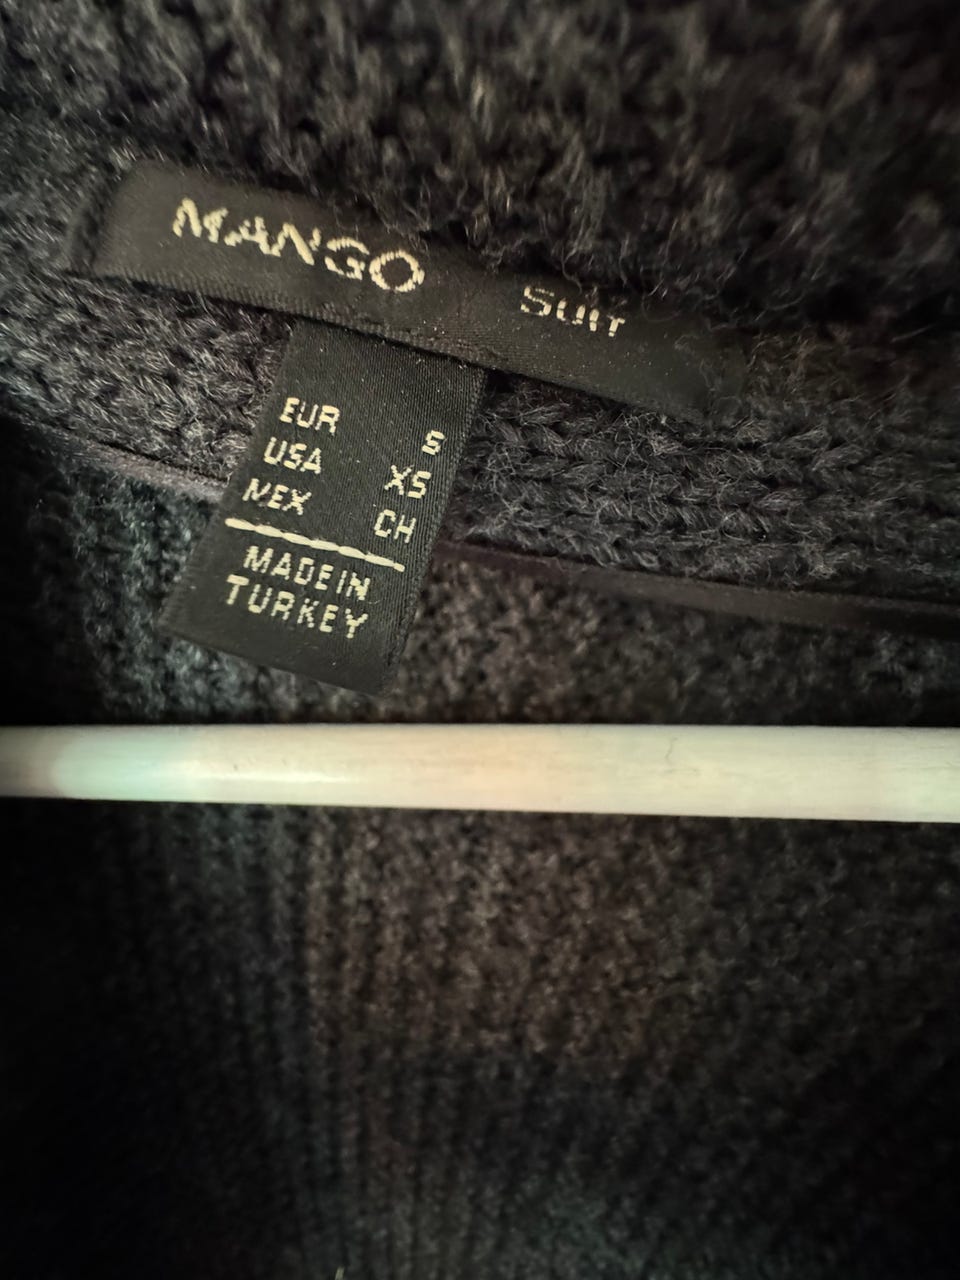 MANGO Suit
EUR S
USA XS
MEX CH
MADE IN
TURKEY